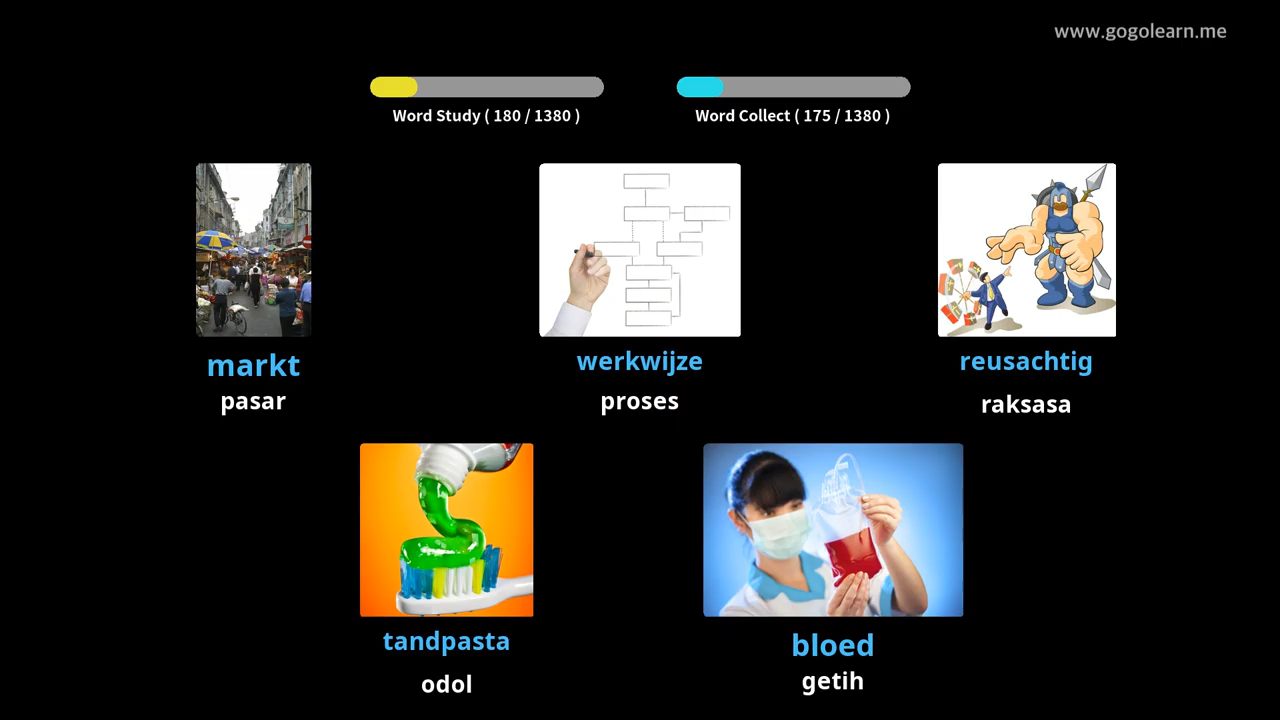 www.gogolearn.me
Word Study ( 180 / 1380 )
Word Collect ( 175 / 1380 )
markt
pasar
werkwijze
proses
reusachtig
raksasa
tandpasta
odol
bloed
getih